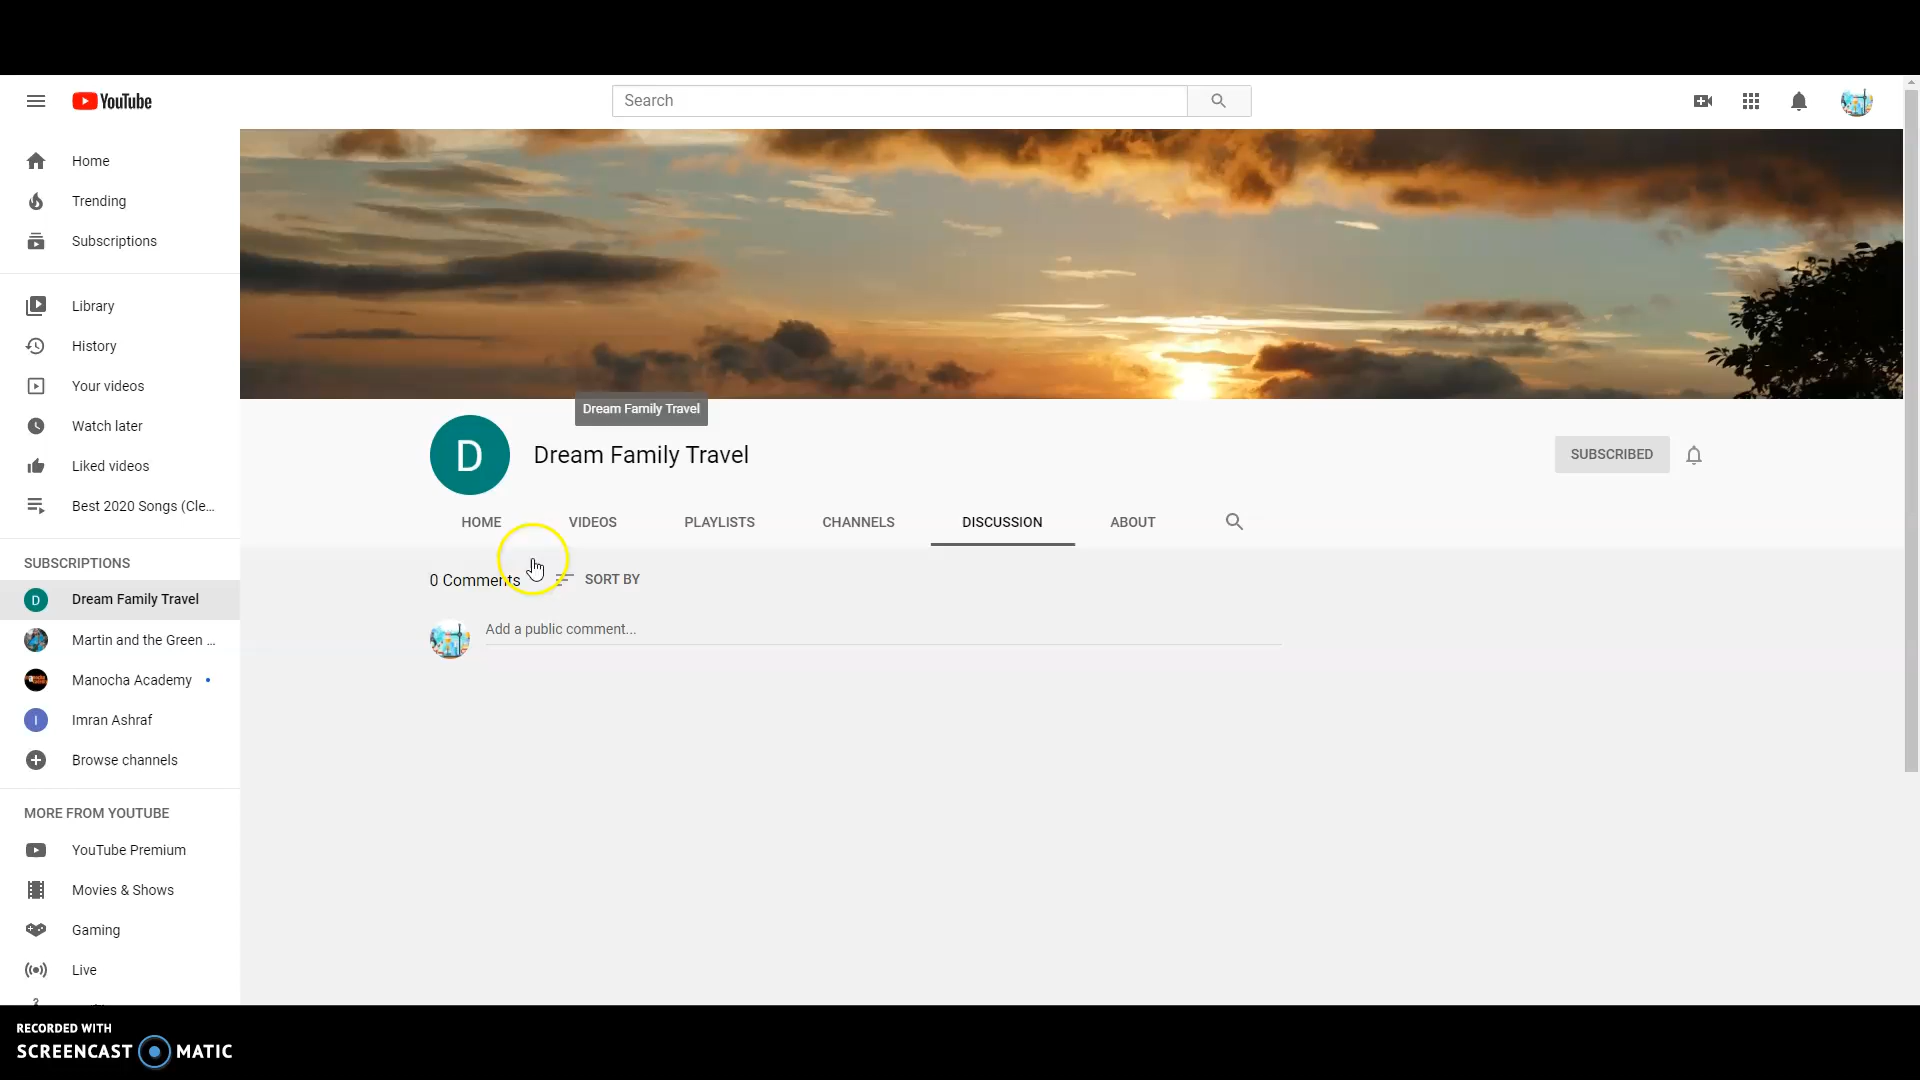 YouTube
Search
Home
Trending
Subscriptions
Library
History
Your videos
Watch later
Liked videos
Best 2020 Songs (Cle...
SUBSCRIPTIONS
D
Dream Family Travel
Martin and the Green ...
Manocha Academy
I
Imran Ashraf
Browse channels
MORE FROM YOUTUBE
YouTube Premium
Movies & Shows
Gaming
Live
Dream Family Travel
D
Dream Family Travel
SUBSCRIBED
HOME VIDEOS PLAYLISTS CHANNELS DISCUSSION ABOUT
0 Comments SORT BY
Add a public comment...
RECORDED WITH
SCREENCAST MATIC